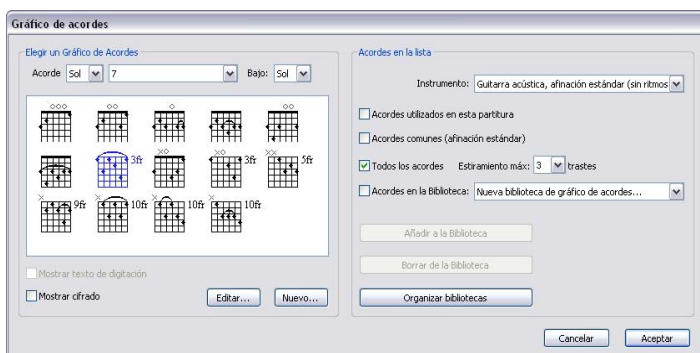 Gráfico de acordes
Elegir un Gráfico de Acordes
Acorde Sol 7 Bajo: Sol
3fr
3fr 5fr
9fr 10fr 10fr 10fr
Mostrar texto de digitación
Mostrar cifrado Editar... Nuevo...
Acordes en la lista
Instrumento: Guitarra acústica, afinación estándar (sin ritmos
Acordes utilizados en esta partitura
Acordes comunes (afinación estándar)
Todos los acordes Estiramiento máx: 3 trastes
Acordes en la Biblioteca: Nueva biblioteca de gráfico de acordes...
Añadir a la Biblioteca
Borrar de la Biblioteca
Organizar bibliotecas
Cancelar Aceptar